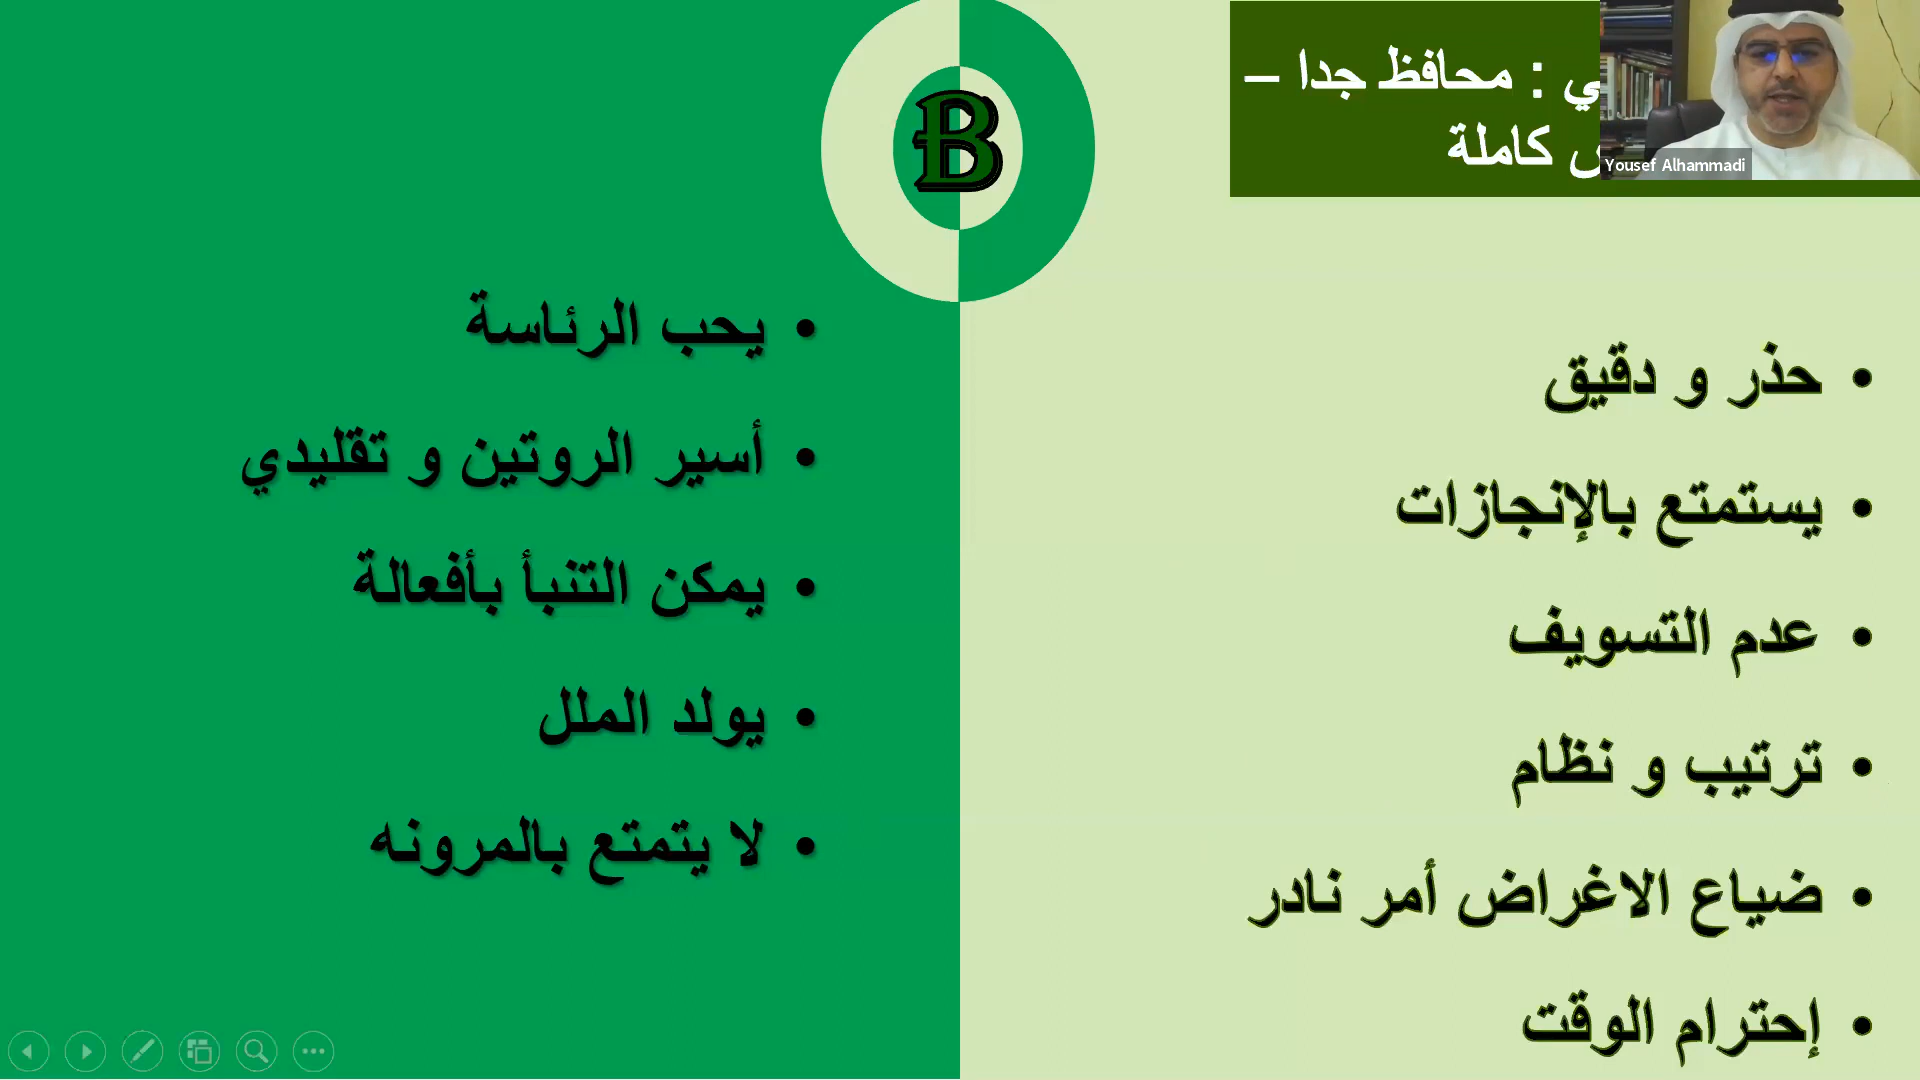 : محافظ جدا –
كاملة
Yousef Alhammadi
B
• حذر و دقيق
• يستمتع بالإنجازات
• عدم التسويف
• ترتيب و نظام
• ضياع الاغراض أمر نادر
• إحترام الوقت
• يحب الرئاسة
• أسير الروتين و تقليدي
• يمكن التنبأ بأفعالة
• يولد الملل
• لا يتمتع بالمرونه